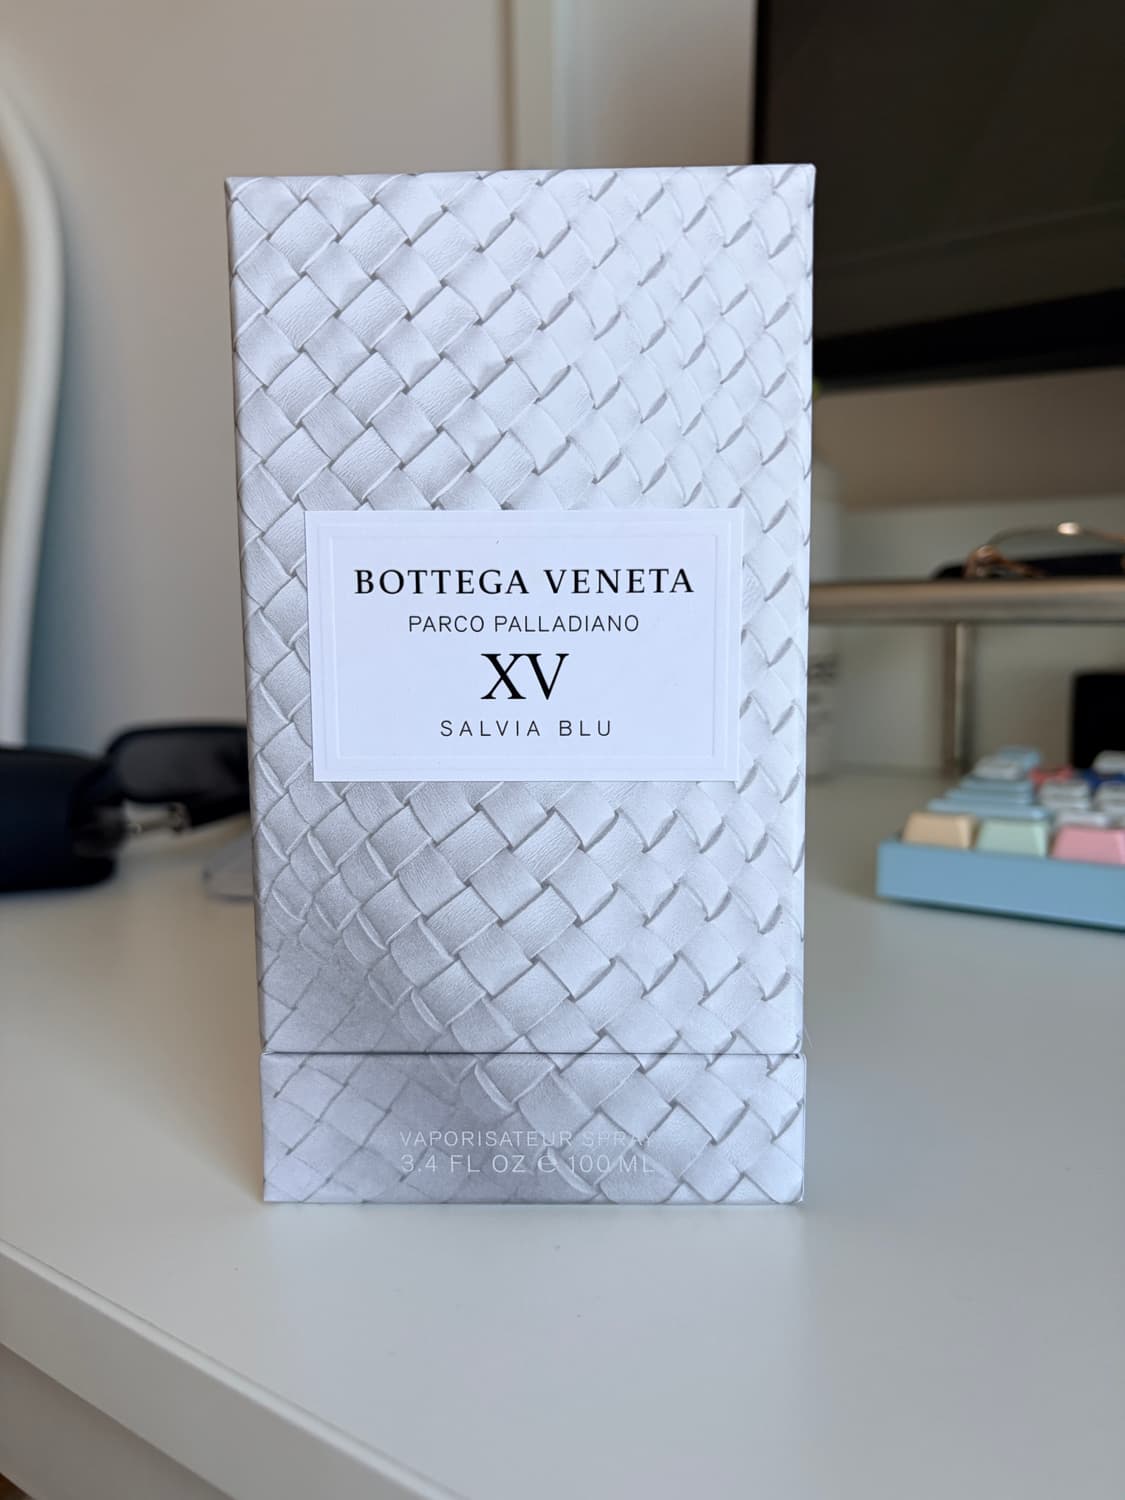 BOTTEGA VENETA
PARCO PALLADIANO
XV
SALVIA BLU
VAPORISATEUR SPRAY
3.4 FL OZ ℮ 100 ML